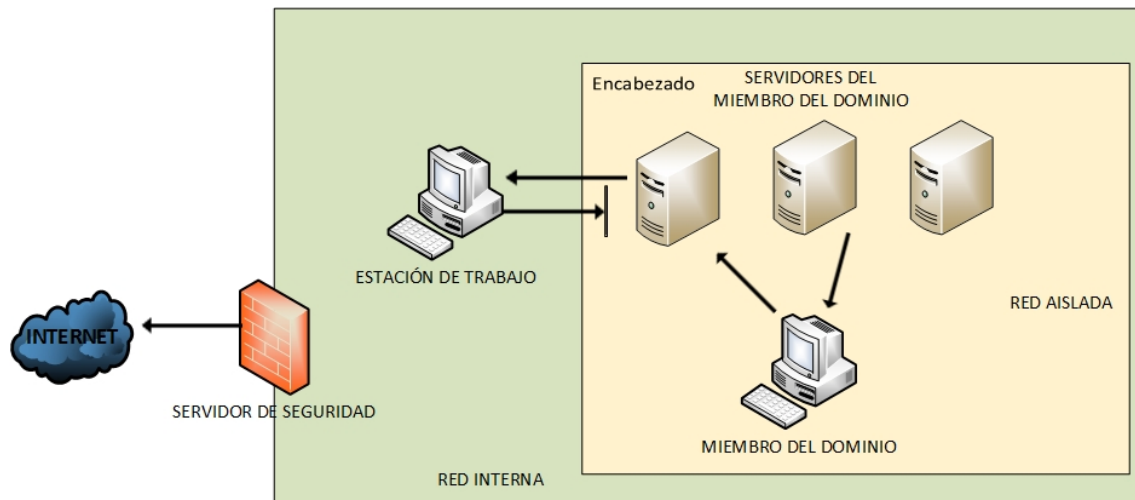 Encabezado
SERVIDORES DEL
MIEMBRO DEL DOMINIO
ESTACIÓN DE TRABAJO
RED AISLADA
INTERNET
SERVIDOR DE SEGURIDAD
MIEMBRO DEL DOMINIO
RED INTERNA